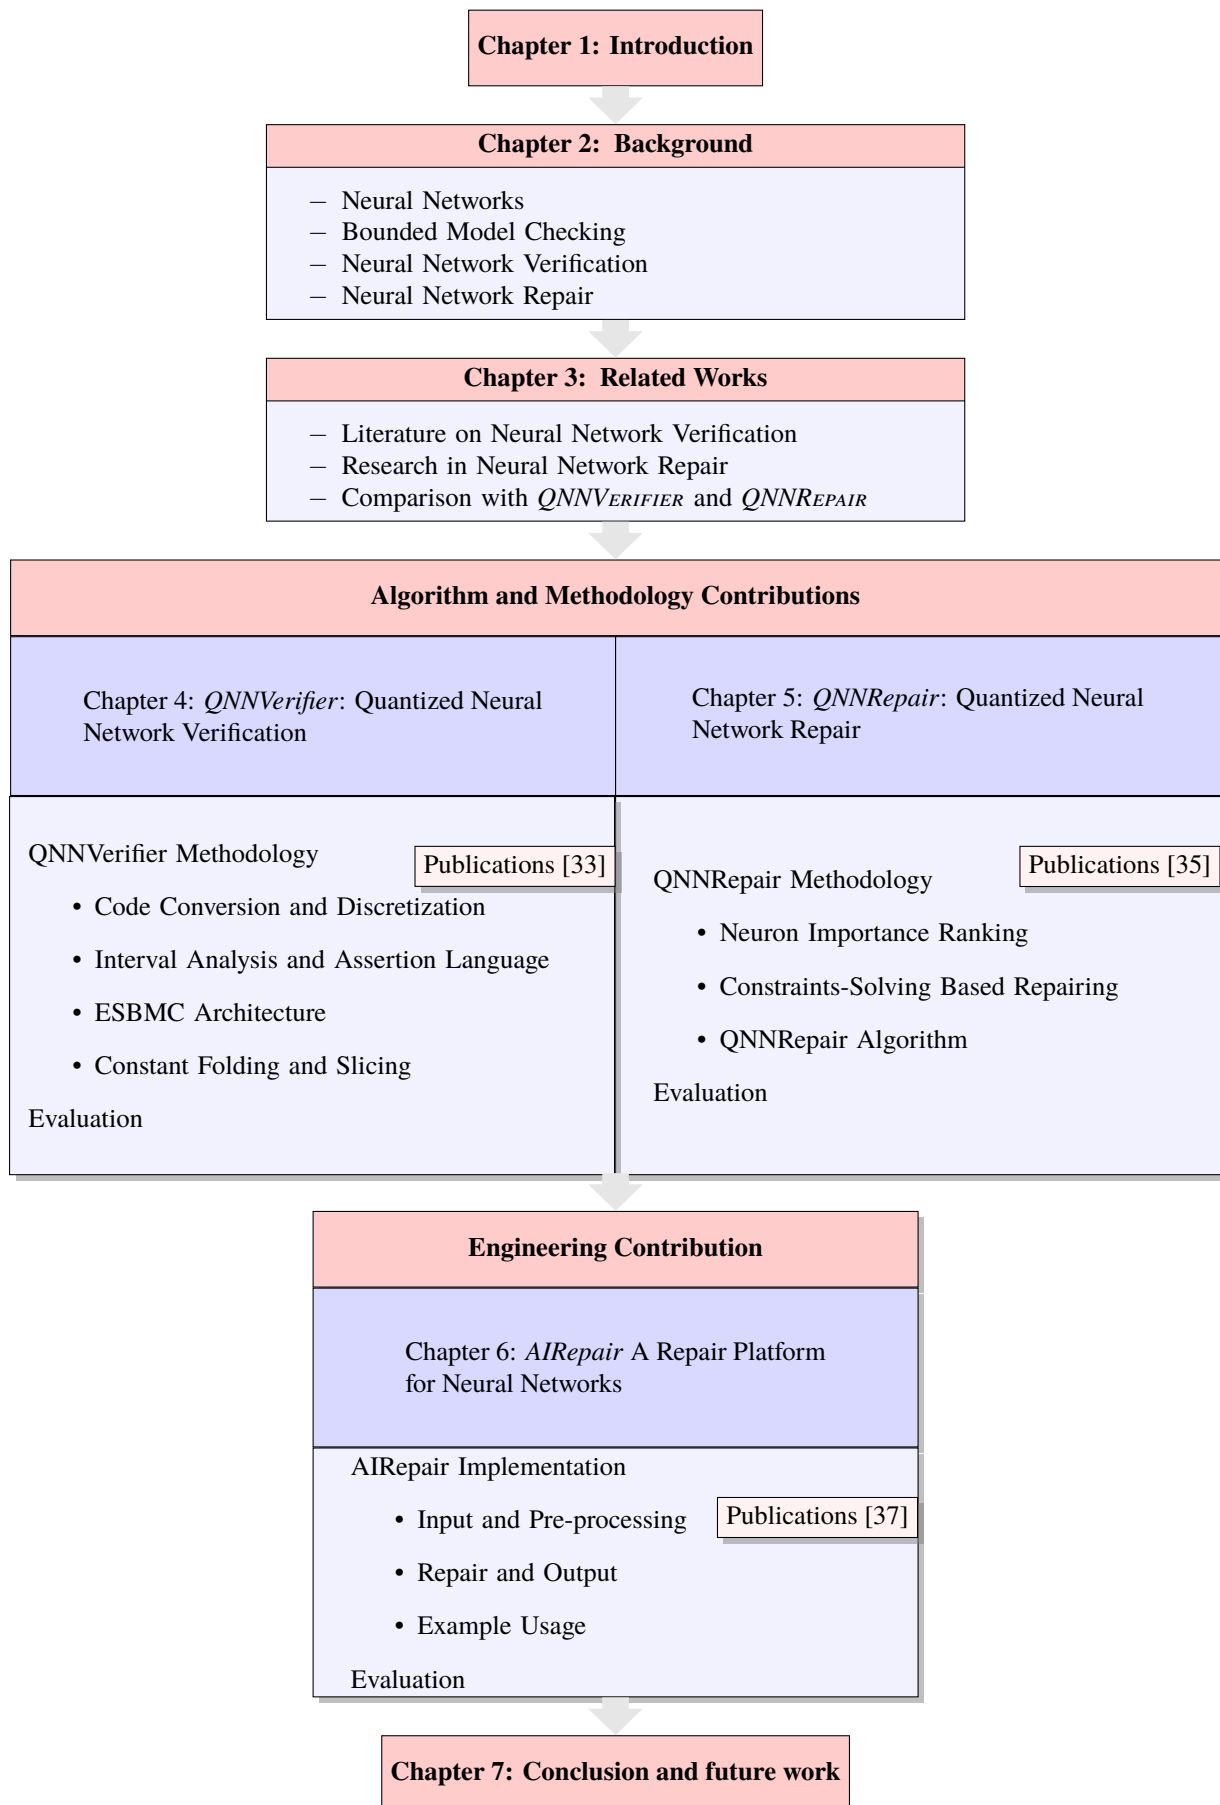 Chapter 1: Introduction
Chapter 2: Background
– Neural Networks
– Bounded Model Checking
– Neural Network Verification
– Neural Network Repair
Chapter 3: Related Works
– Literature on Neural Network Verification
– Research in Neural Network Repair
– Comparison with QNNVERIFIER and QNNREPAIR
Algorithm and Methodology Contributions
Chapter 4: QNNVerifier: Quantized Neural
Network Verification
Chapter 5: QNNRepair: Quantized Neural
Network Repair
QNNVerifier Methodology
Publications [33]
• Code Conversion and Discretization
• Interval Analysis and Assertion Language
• ESBMC Architecture
• Constant Folding and Slicing
Evaluation
Publications [35]
QNNRepair Methodology
• Neuron Importance Ranking
• Constraints-Solving Based Repairing
• QNNRepair Algorithm
Evaluation
Engineering Contribution
Chapter 6: AIRepair A Repair Platform
for Neural Networks
AIRepair Implementation
• Input and Pre-processing
Publications [37]
• Repair and Output
• Example Usage
Evaluation
Chapter 7: Conclusion and future work